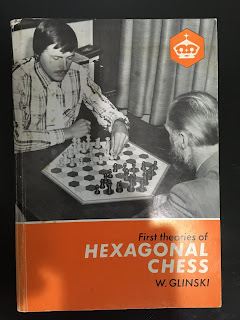 First theories of
HEXAGONAL
CHESS
W. GLINSKI